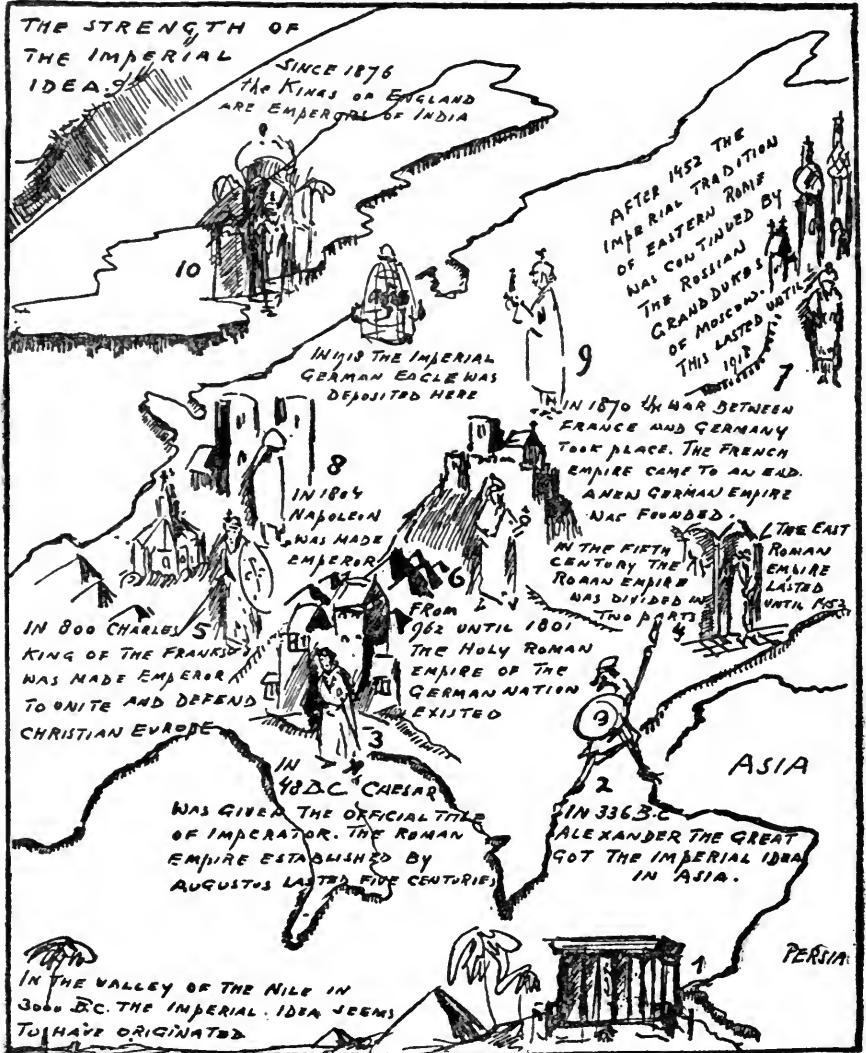 THE STRENGTH OF
THE IMPERIAL
IDEA.
SINCE 1876
the KINGS OF ENGLAND
ARE EMPERORS OF INDIA
10
AFTER 1452 THE
IMPERIAL TRADITION
OF EASTERN ROME
WAS CONTINUED BY
THE RUSSIAN
GRANDDUKES
OF MOSCOW.
THIS LASTED UNTIL
1918
7
IN 1918 THE IMPERIAL
GERMAN EAGLE WAS
DEPOSITED HERE
9
IN 1870 the WAR BETWEEN
FRANCE AND GERMANY
TOOK PLACE. THE FRENCH
EMPIRE CAME TO AN END.
A NEW GERMAN EMPIRE
WAS FOUNDED.
8
IN 1804
NAPOLEON
WAS MADE
EMPEROR
IN THE FIFTH
CENTURY THE
ROMAN EMPIRE
WAS DIVIDED IN
TWO PARTS
4
THE EAST
ROMAN
EMPIRE
LASTED
UNTIL 1453
5
IN 800 CHARLES
KING OF THE FRANKS
WAS MADE EMPEROR
TO UNITE AND DEFEND
CHRISTIAN EUROPE
6
FROM
962 UNTIL 1801
THE HOLY ROMAN
EMPIRE OF THE
GERMAN NATION
EXISTED
3
IN
48 B.C. CAESAR
WAS GIVEN THE OFFICIAL TITLE
OF IMPERATOR. THE ROMAN
EMPIRE ESTABLISHED BY
AUGUSTUS LASTED FIVE CENTURIES
2
IN 336 B.C
ALEXANDER THE GREAT
GOT THE IMPERIAL IDEA
IN ASIA.
ASIA
PERSIA
1
IN THE VALLEY OF THE NILE IN
3000 B.C. THE IMPERIAL IDEA SEEMS
TO HAVE ORIGINATED